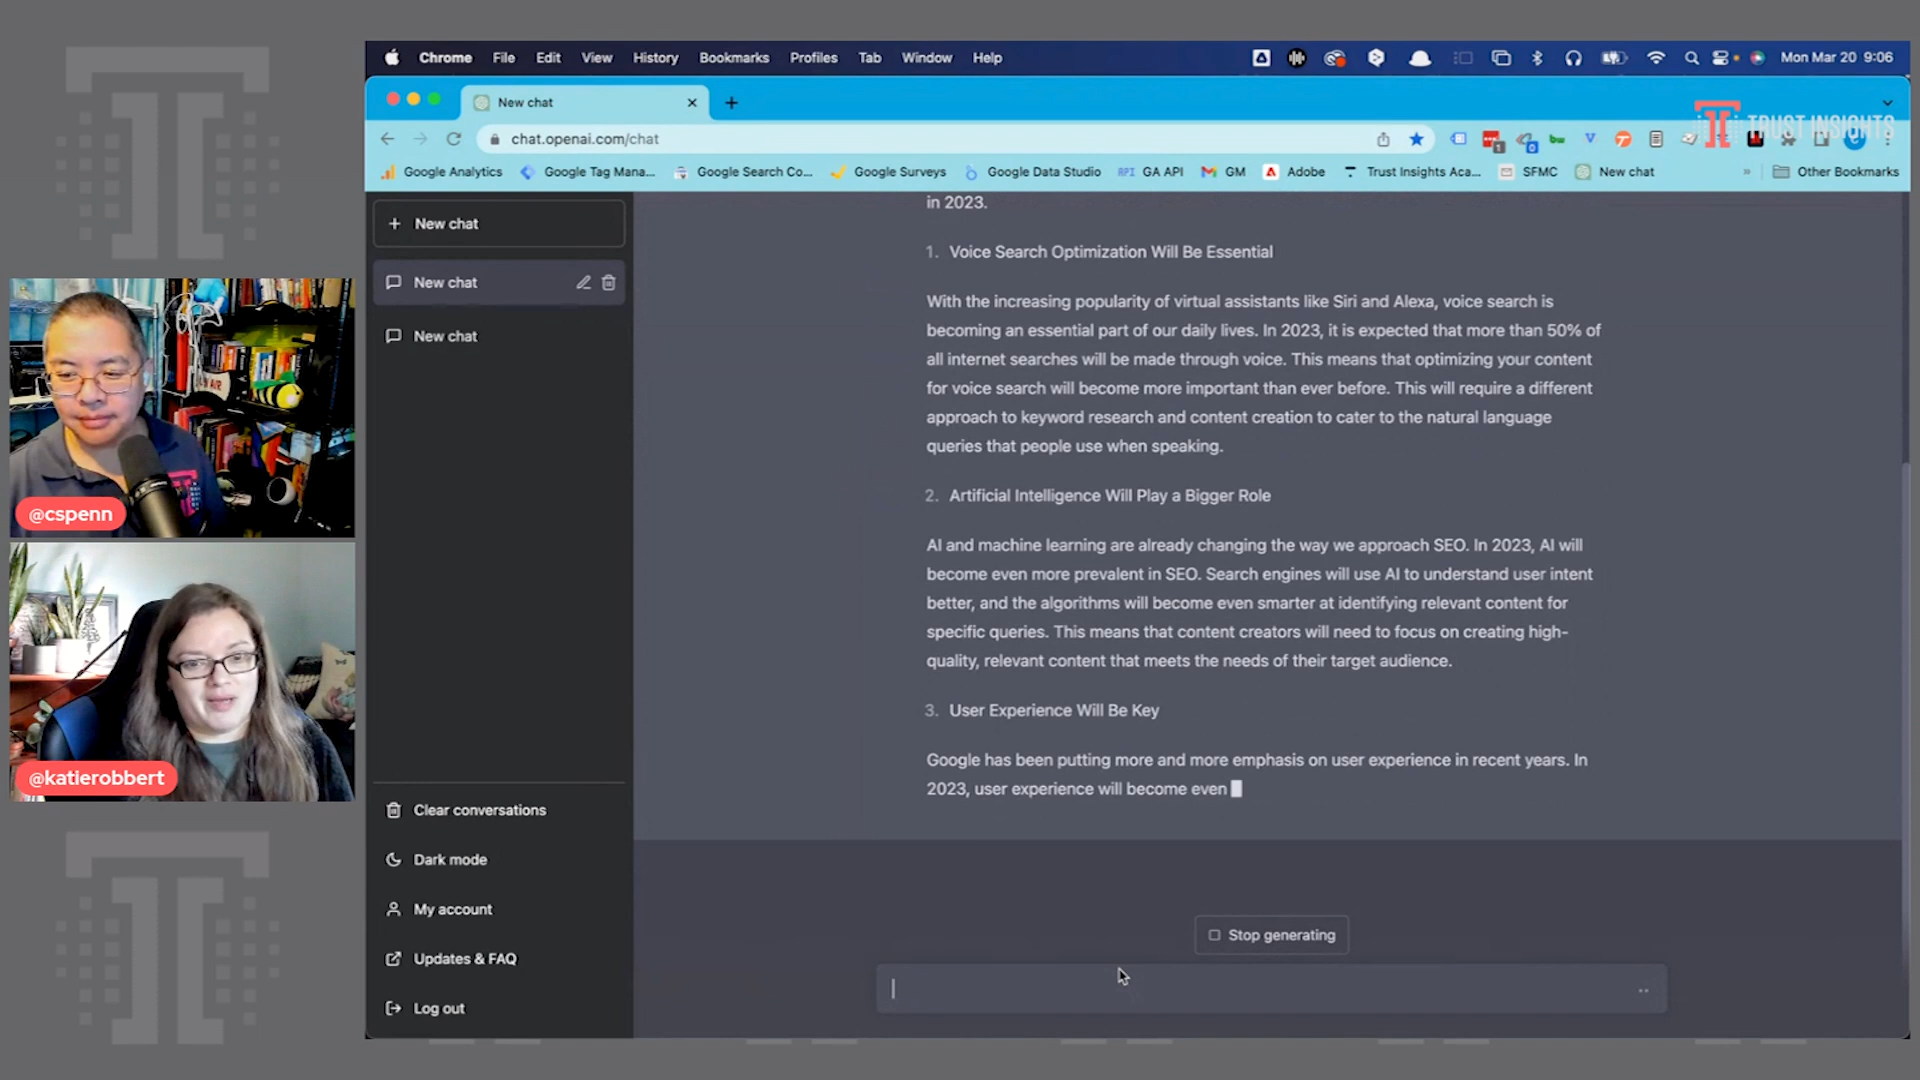 Chrome File Edit View History Bookmarks Profiles Tab Window Help Mon Mar 20 9:06
New chat
chat.openai.com/chat
TRUST INSIGHTS
Google Analytics Google Tag Mana... Google Search Co... Google Surveys Google Data Studio API GA API GM Adobe Trust Insights Aca... SFMC New chat » Other Bookmarks
New chat
New chat
New chat
in 2023.
1. Voice Search Optimization Will Be Essential
With the increasing popularity of virtual assistants like Siri and Alexa, voice search is
becoming an essential part of our daily lives. In 2023, it is expected that more than 50% of
all internet searches will be made through voice. This means that optimizing your content
for voice search will become more important than ever before. This will require a different
approach to keyword research and content creation to cater to the natural language
queries that people use when speaking.
2. Artificial Intelligence Will Play a Bigger Role
AI and machine learning are already changing the way we approach SEO. In 2023, AI will
become even more prevalent in SEO. Search engines will use AI to understand user intent
better, and the algorithms will become even smarter at identifying relevant content for
specific queries. This means that content creators will need to focus on creating high-
quality, relevant content that meets the needs of their target audience.
3. User Experience Will Be Key
Google has been putting more and more emphasis on user experience in recent years. In
2023, user experience will become even
Stop generating
Clear conversations
Dark mode
My account
Updates & FAQ
Log out
ON AIR
@cspenn
@katierobbert